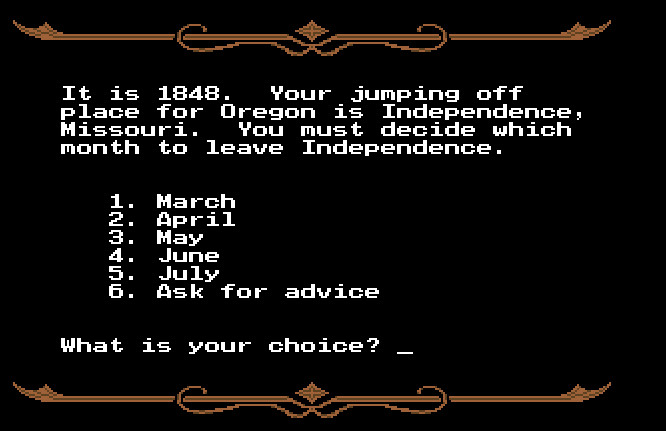 It is 1848. Your jumping off
place for Oregon is Independence,
Missouri. You must decide which
month to leave Independence.
1. March
2. April
3. May
4. June
5. July
6. Ask for advice
What is your choice? _